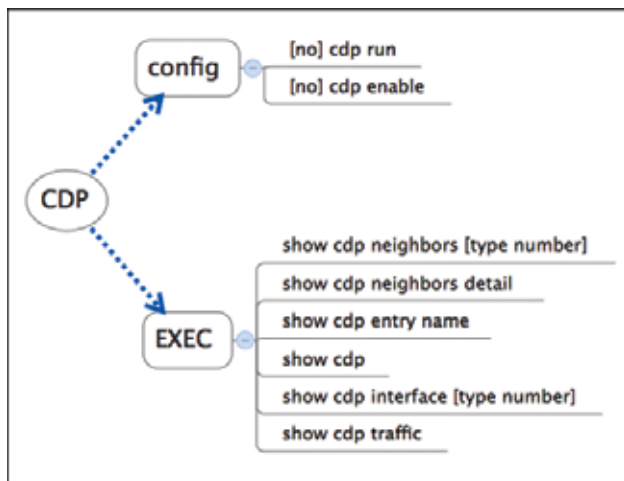 config
[no] cdp run
[no] cdp enable
CDP
show cdp neighbors [type number]
show cdp neighbors detail
show cdp entry name
EXEC
show cdp
show cdp interface [type number]
show cdp traffic